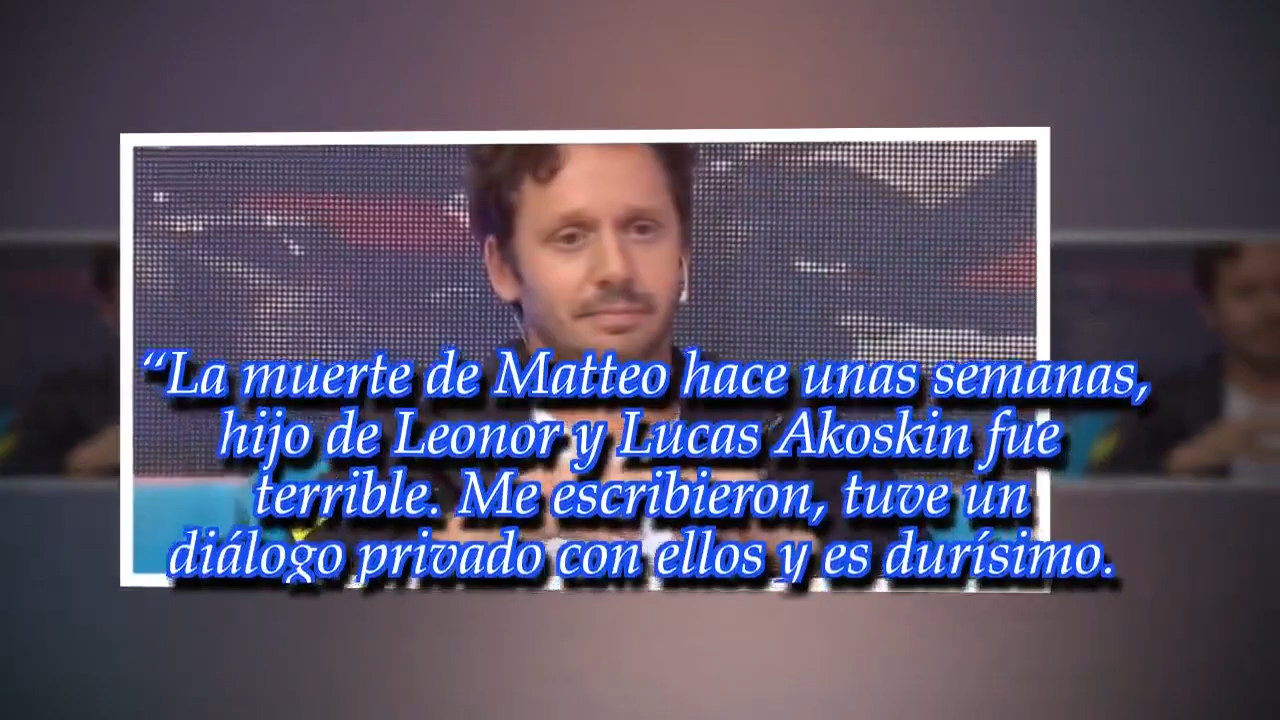 “La muerte de Matteo hace unas semanas,
hijo de Leonor y Lucas Akoskin fue
terrible. Me escribieron, tuve un
diálogo privado con ellos y es durísimo.